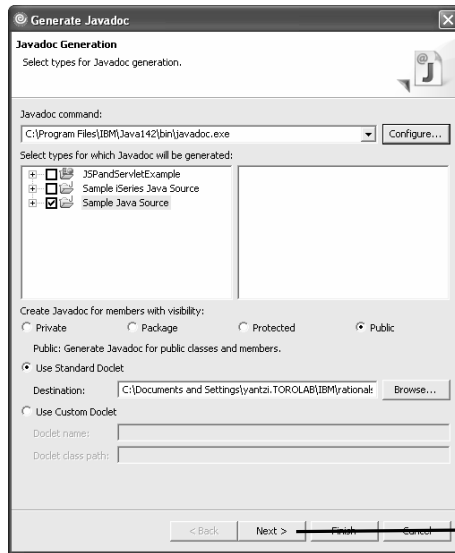 Generate Javadoc
Javadoc Generation
Select types for Javadoc generation.
Javadoc command:
C:\Program Files\IBM\Java142\bin\javadoc.exe
Configure...
Select types for which Javadoc will be generated:
JSPandServletExample
Sample iSeries Java Source
Sample Java Source
Create Javadoc for members with visibility:
Private Package Protected Public
Public: Generate Javadoc for public classes and members.
Use Standard Doclet
Destination: C:\Documents and Settings\yantzi.TOROLAB\IBM\rationals Browse...
Use Custom Doclet
Doclet name:
Doclet class path:
< Back Next > Finish Cancel